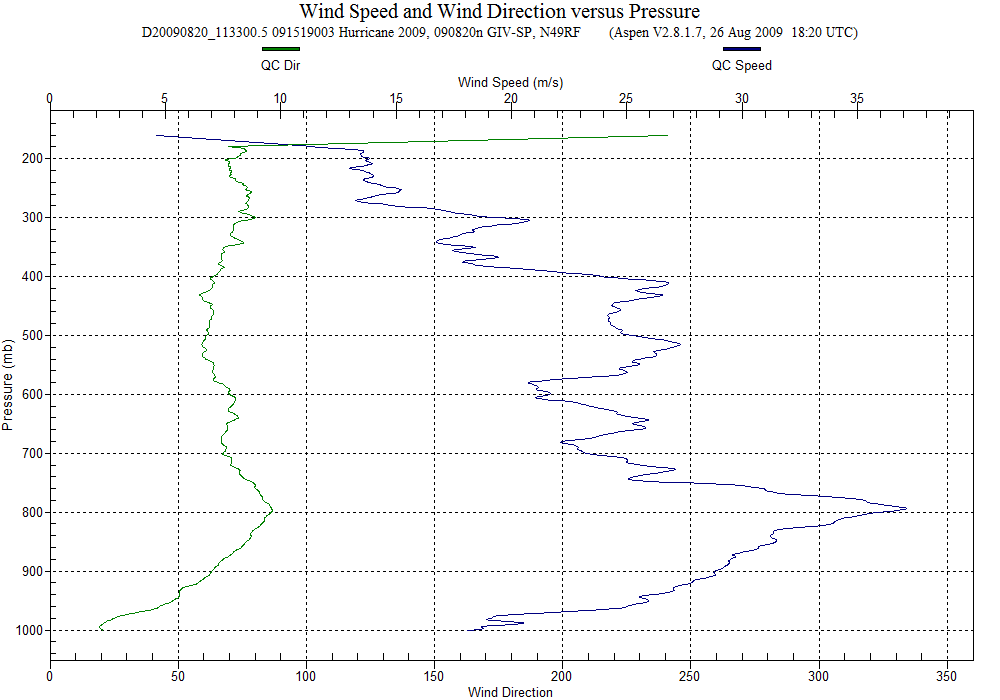 Wind Speed and Wind Direction versus Pressure
D20090820_113300.5 091519003 Hurricane 2009, 090820n GIV-SP, N49RF (Aspen V2.8.1.7, 26 Aug 2009 18:20 UTC)
QC Dir QC Speed
Wind Speed (m/s)
0 5 10 15 20 25 30 35
200
300
400
500
Pressure (mb)
600
700
800
900
1000
0 50 100 150 200 250 300 350
Wind Direction